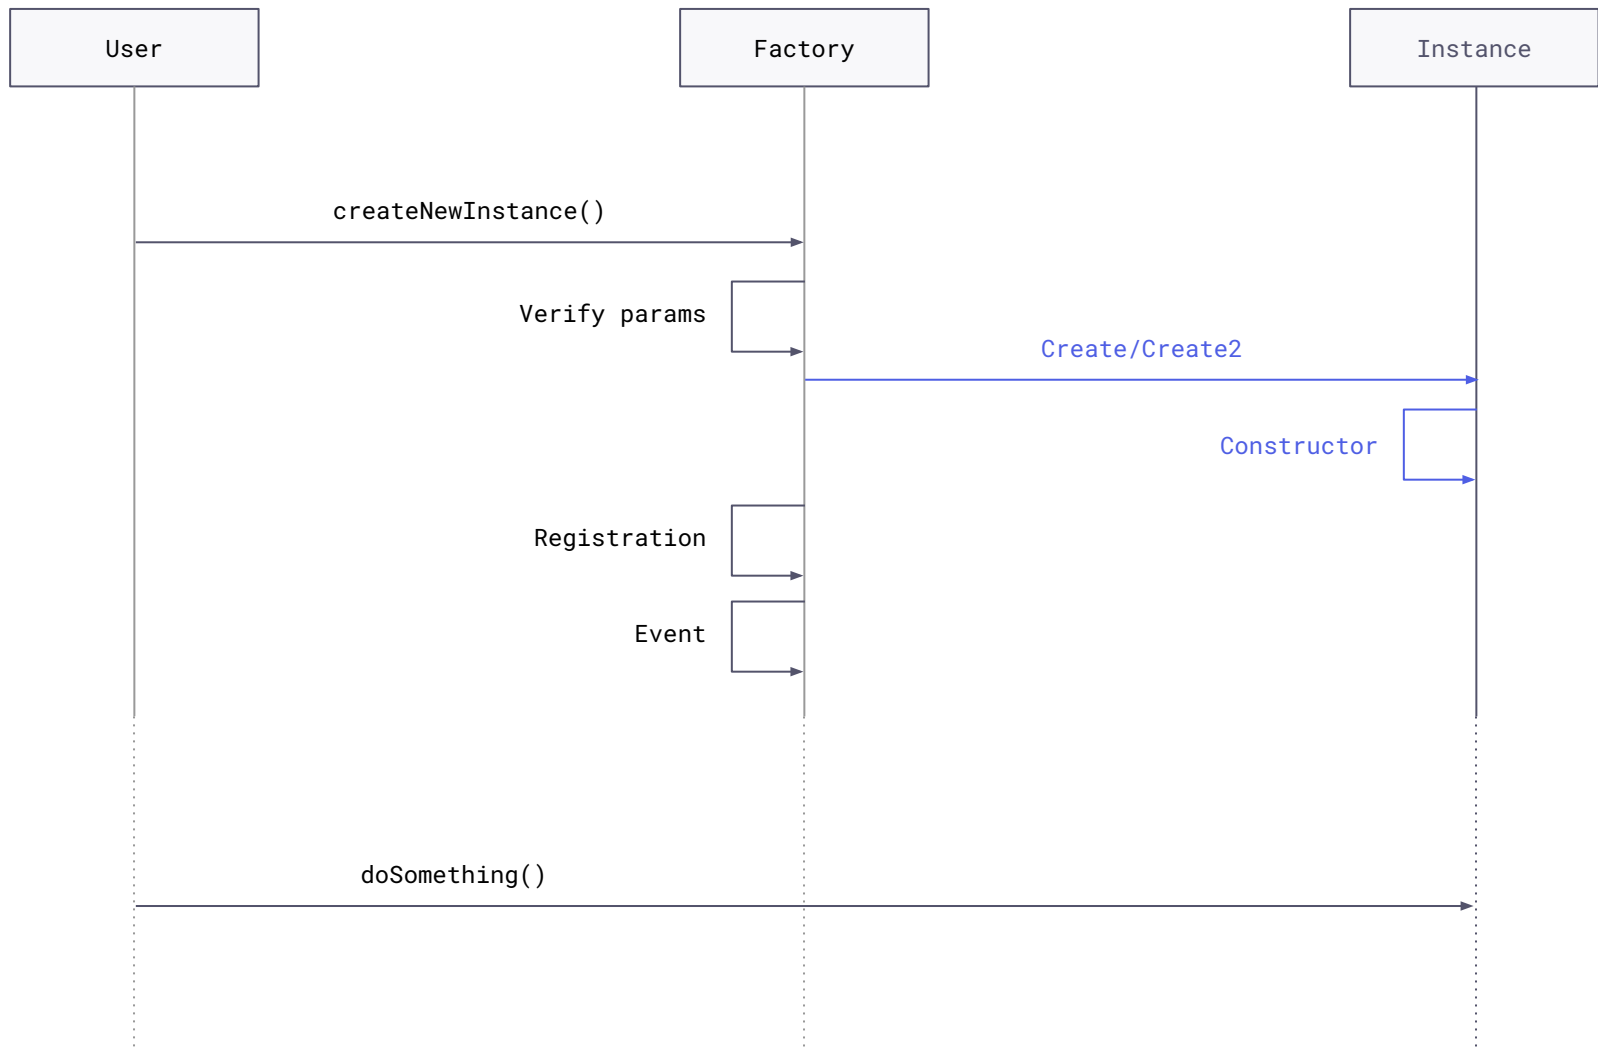 User
Factory
Instance
createNewInstance()
Verify params
Create/Create2
Constructor
Registration
Event
doSomething()